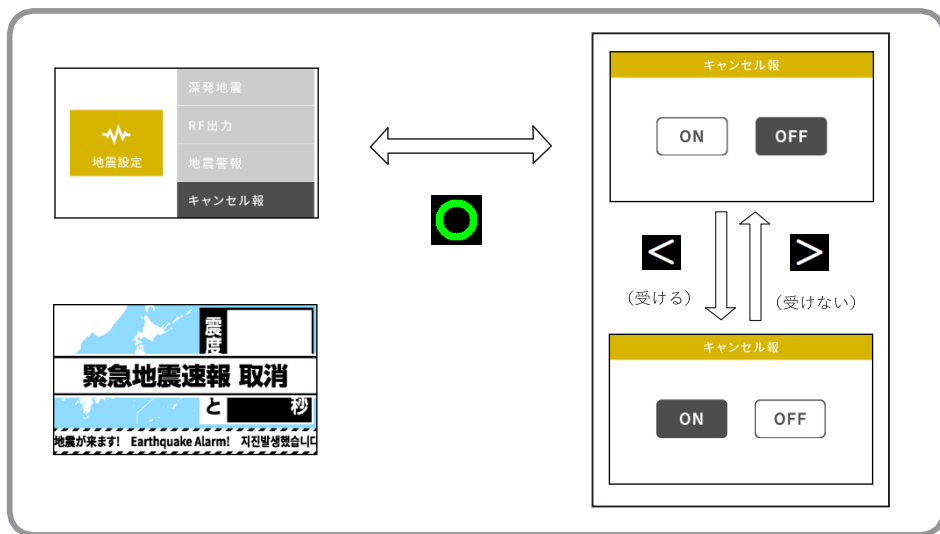 深発地震
RF出力
地震警報
キャンセル報
地震設定
キャンセル報
ON
OFF
<
(受ける)
>
(受けない)
キャンセル報
ON
OFF
震度
緊急地震速報 取消
と
秒
地震が来ます! Earthquake Alarm! 지진발생했습니다